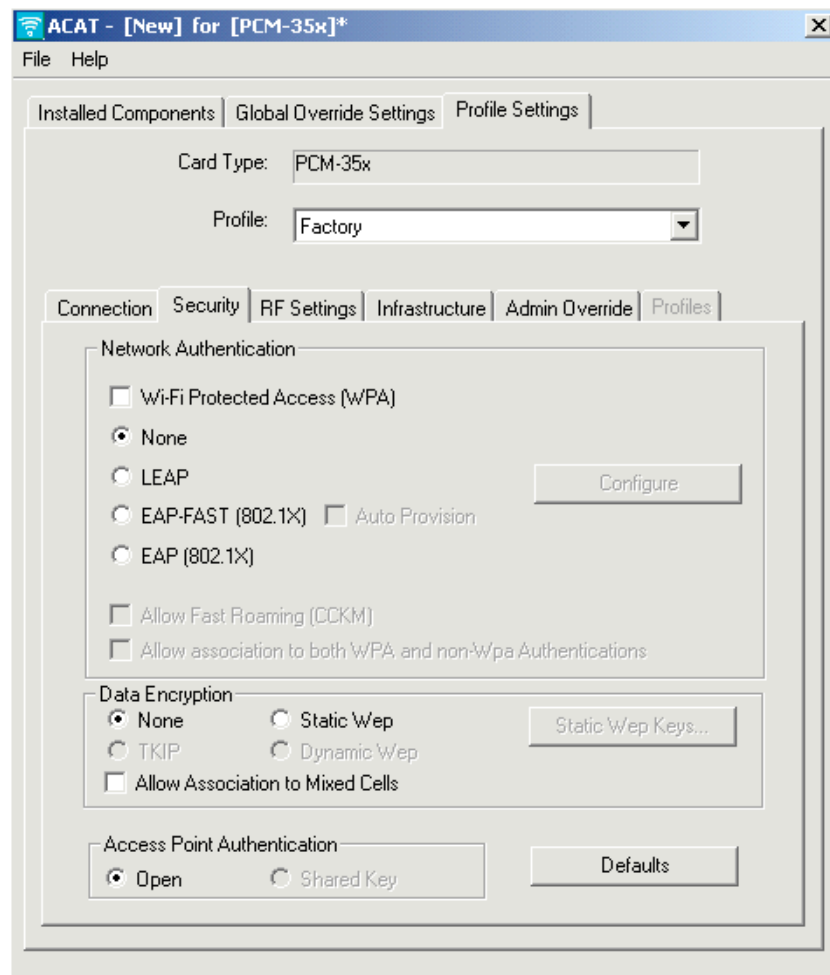 ACAT - [New] for [PCM-35x]*
File Help
Installed Components Global Override Settings Profile Settings
Card Type: PCM-35x
Profile: Factory
Connection Security RF Settings Infrastructure Admin Override Profiles
Network Authentication
Wi-Fi Protected Access (WPA)
None
LEAP
Configure
EAP-FAST (802.1X) Auto Provision
EAP (802.1X)
Allow Fast Roaming (CCKM)
Allow association to both WPA and non-Wpa Authentications
Data Encryption
None Static Wep Static Wep Keys...
TKIP Dynamic Wep
Allow Association to Mixed Cells
Access Point Authentication
Open Shared Key Defaults